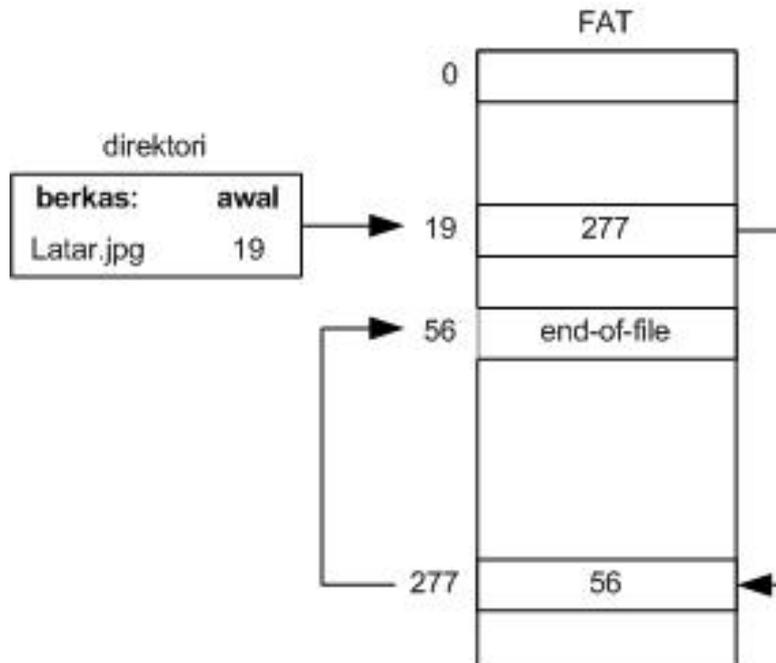 FAT
0
direktori
berkas: awal
Latar.jpg 19
19 277
56 end-of-file
277 56